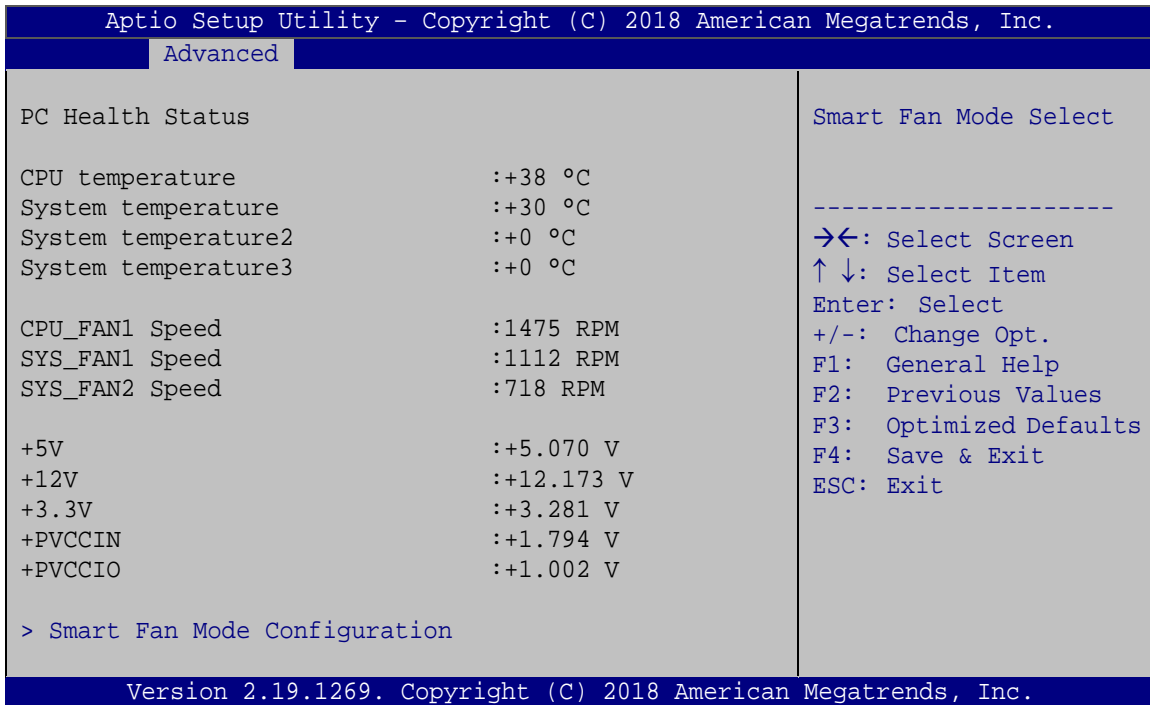 Aptio Setup Utility – Copyright (C) 2018 American Megatrends, Inc.
Advanced
PC Health Status
CPU temperature :+38 °C
System temperature :+30 °C
System temperature2 :+0 °C
System temperature3 :+0 °C
CPU_FAN1 Speed :1475 RPM
SYS_FAN1 Speed :1112 RPM
SYS_FAN2 Speed :718 RPM
+5V :+5.070 V
+12V :+12.173 V
+3.3V :+3.281 V
+PVCCIN :+1.794 V
+PVCCIO :+1.002 V
> Smart Fan Mode Configuration
Smart Fan Mode Select
---------------------
→←: Select Screen
↑ ↓: Select Item
Enter: Select
+/-: Change Opt.
F1: General Help
F2: Previous Values
F3: Optimized Defaults
F4: Save & Exit
ESC: Exit
Version 2.19.1269. Copyright (C) 2018 American Megatrends, Inc.